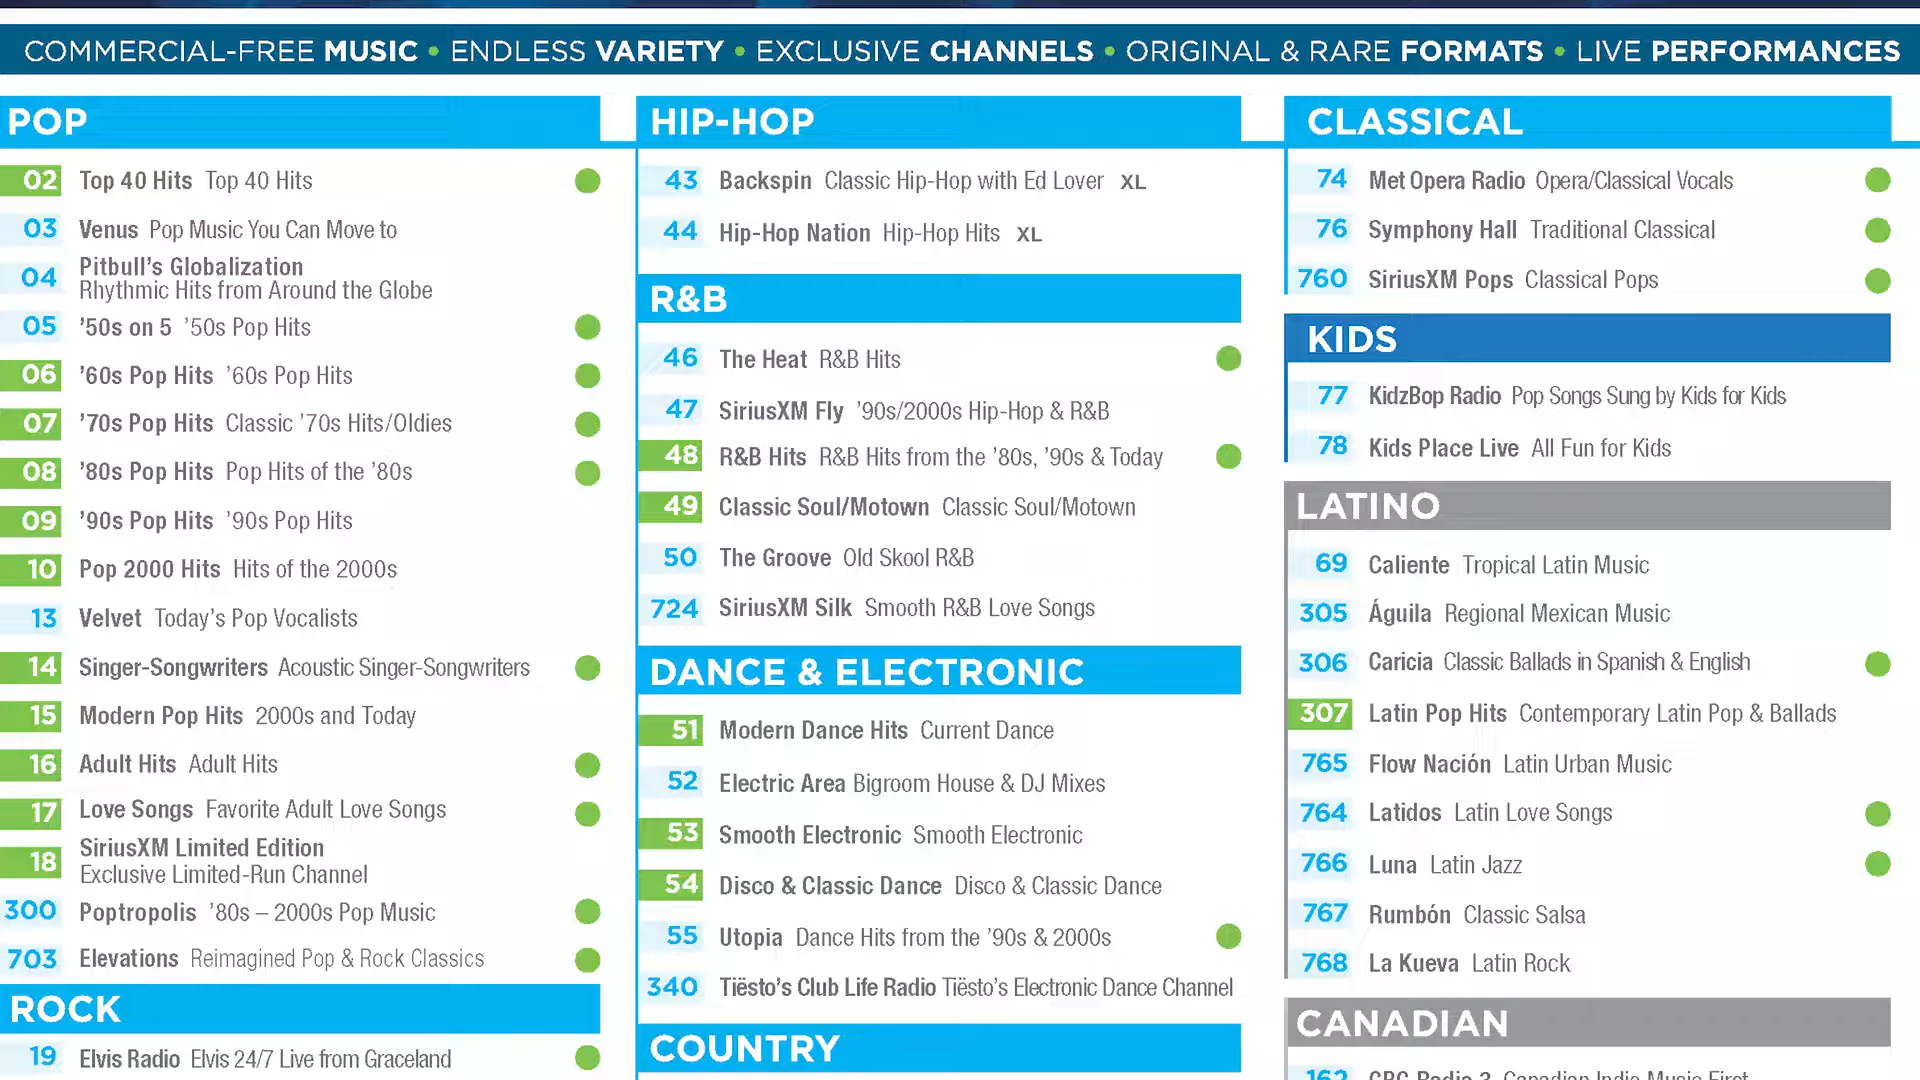 COMMERCIAL-FREE MUSIC • ENDLESS VARIETY • EXCLUSIVE CHANNELS • ORIGINAL & RARE FORMATS • LIVE PERFORMANCES
POP
02 Top 40 Hits Top 40 Hits
03 Venus Pop Music You Can Move to
04 Pitbull’s Globalization
Rhythmic Hits from Around the Globe
05 ’50s on 5 ’50s Pop Hits
06 ’60s Pop Hits ’60s Pop Hits
07 ’70s Pop Hits Classic ’70s Hits/Oldies
08 ’80s Pop Hits Pop Hits of the ’80s
09 ’90s Pop Hits ’90s Pop Hits
10 Pop 2000 Hits Hits of the 2000s
13 Velvet Today’s Pop Vocalists
14 Singer-Songwriters Acoustic Singer-Songwriters
15 Modern Pop Hits 2000s and Today
16 Adult Hits Adult Hits
17 Love Songs Favorite Adult Love Songs
18 SiriusXM Limited Edition
Exclusive Limited-Run Channel
300 Poptropolis ’80s – 2000s Pop Music
703 Elevations Reimagined Pop & Rock Classics
ROCK
19 Elvis Radio Elvis 24/7 Live from Graceland
HIP-HOP
43 Backspin Classic Hip-Hop with Ed Lover XL
44 Hip-Hop Nation Hip-Hop Hits XL
R&B
46 The Heat R&B Hits
47 SiriusXM Fly ’90s/2000s Hip-Hop & R&B
48 R&B Hits R&B Hits from the ’80s, ’90s & Today
49 Classic Soul/Motown Classic Soul/Motown
50 The Groove Old Skool R&B
724 SiriusXM Silk Smooth R&B Love Songs
DANCE & ELECTRONIC
51 Modern Dance Hits Current Dance
52 Electric Area Bigroom House & DJ Mixes
53 Smooth Electronic Smooth Electronic
54 Disco & Classic Dance Disco & Classic Dance
55 Utopia Dance Hits from the ’90s & 2000s
340 Tiësto’s Club Life Radio Tiësto’s Electronic Dance Channel
COUNTRY
CLASSICAL
74 Met Opera Radio Opera/Classical Vocals
76 Symphony Hall Traditional Classical
760 SiriusXM Pops Classical Pops
KIDS
77 KidzBop Radio Pop Songs Sung by Kids for Kids
78 Kids Place Live All Fun for Kids
LATINO
69 Caliente Tropical Latin Music
305 Águila Regional Mexican Music
306 Caricia Classic Ballads in Spanish & English
307 Latin Pop Hits Contemporary Latin Pop & Ballads
765 Flow Nación Latin Urban Music
764 Latidos Latin Love Songs
766 Luna Latin Jazz
767 Rumbón Classic Salsa
768 La Kueva Latin Rock
CANADIAN
162 CBC Radio 3 Canadian Indie Music First